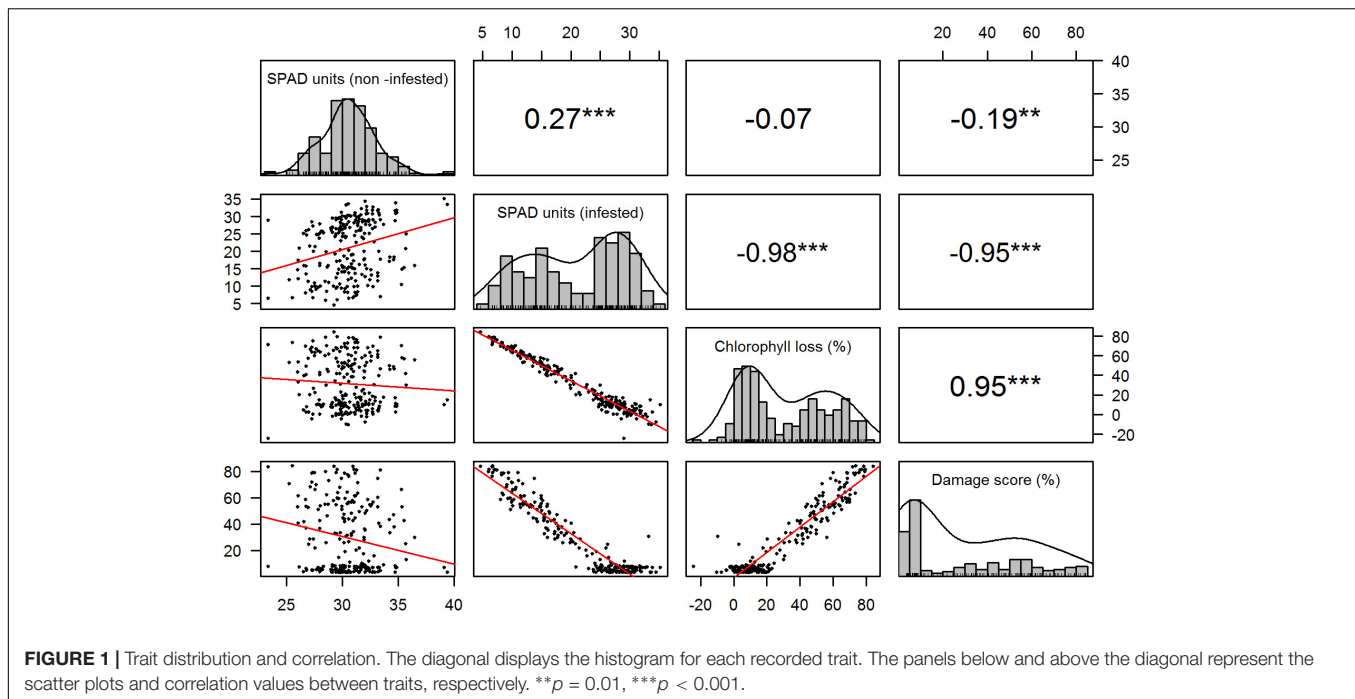 5 10 20 30
20 40 60 80
SPAD units (non -infested)
0.27***
-0.07
-0.19**
40
35
30
25
35
30
25
20
15
10
5
SPAD units (infested)
-0.98***
-0.95***
Chlorophyll loss (%)
0.95***
80
60
40
20
0
-20
80
60
40
20
Damage score (%)
25 30 35 40
-20 0 20 40 60 80
FIGURE 1 | Trait distribution and correlation. The diagonal displays the histogram for each recorded trait. The panels below and above the diagonal represent the
scatter plots and correlation values between traits, respectively. **p = 0.01, ***p < 0.001.